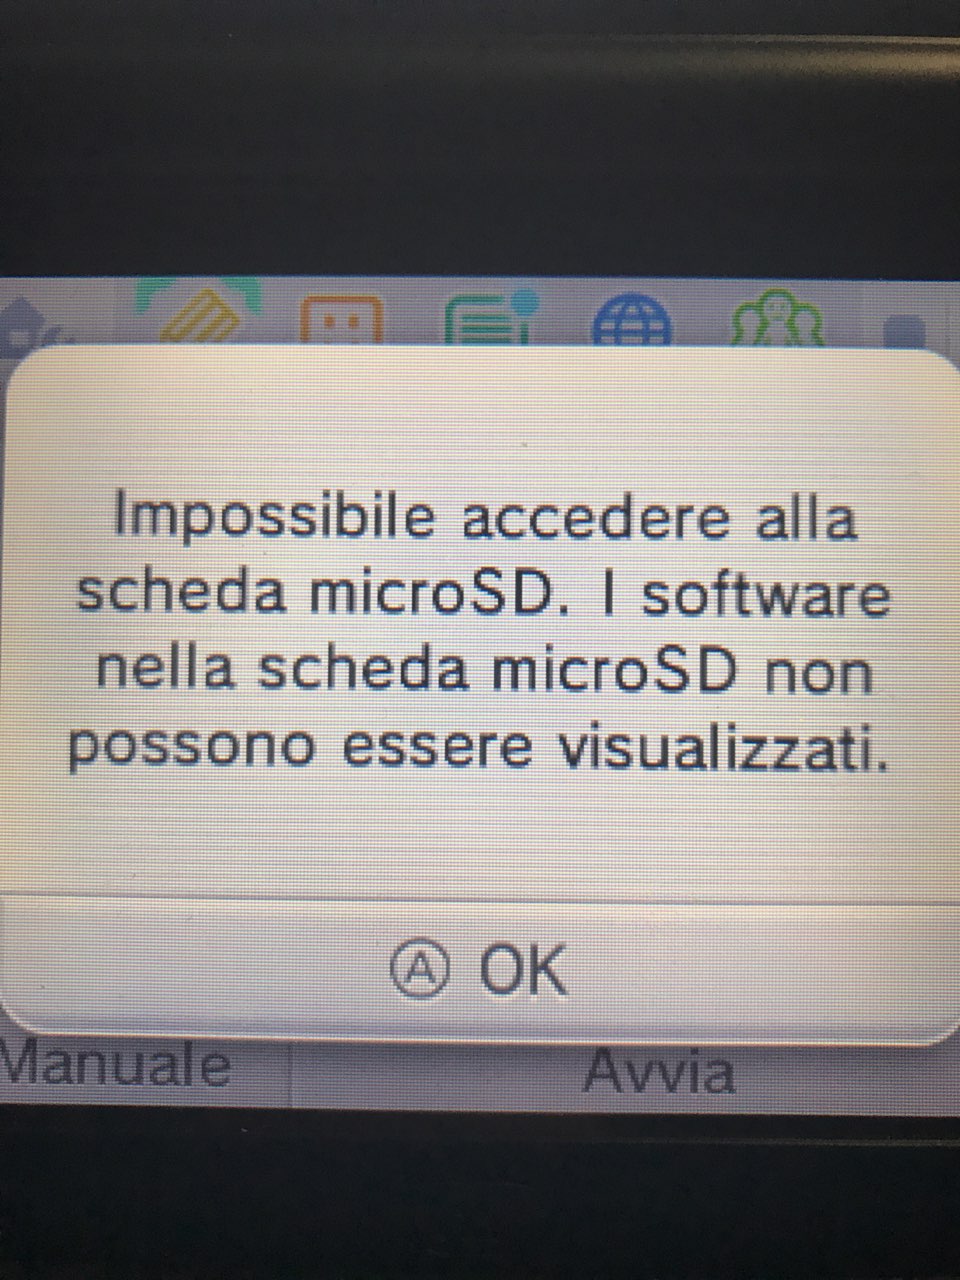 Impossibile accedere alla
scheda microSD. I software
nella scheda microSD non
possono essere visualizzati.
Ⓐ OK
Manuale
Avvia